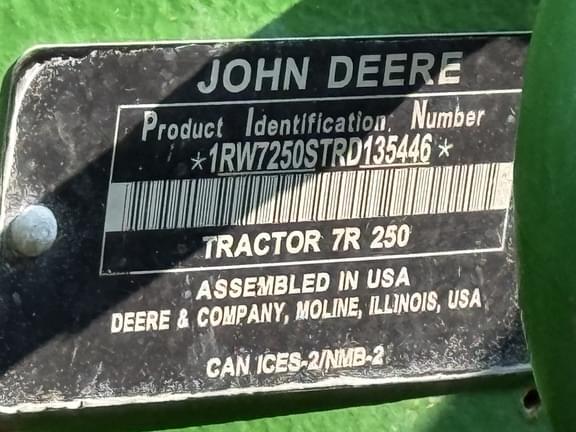 JOHN DEERE
Product Identification Number
*1RW7250STRD135446*
TRACTOR 7R 250
ASSEMBLED IN USA
DEERE & COMPANY, MOLINE, ILLINOIS, USA
CAN ICES-2/NMB-2